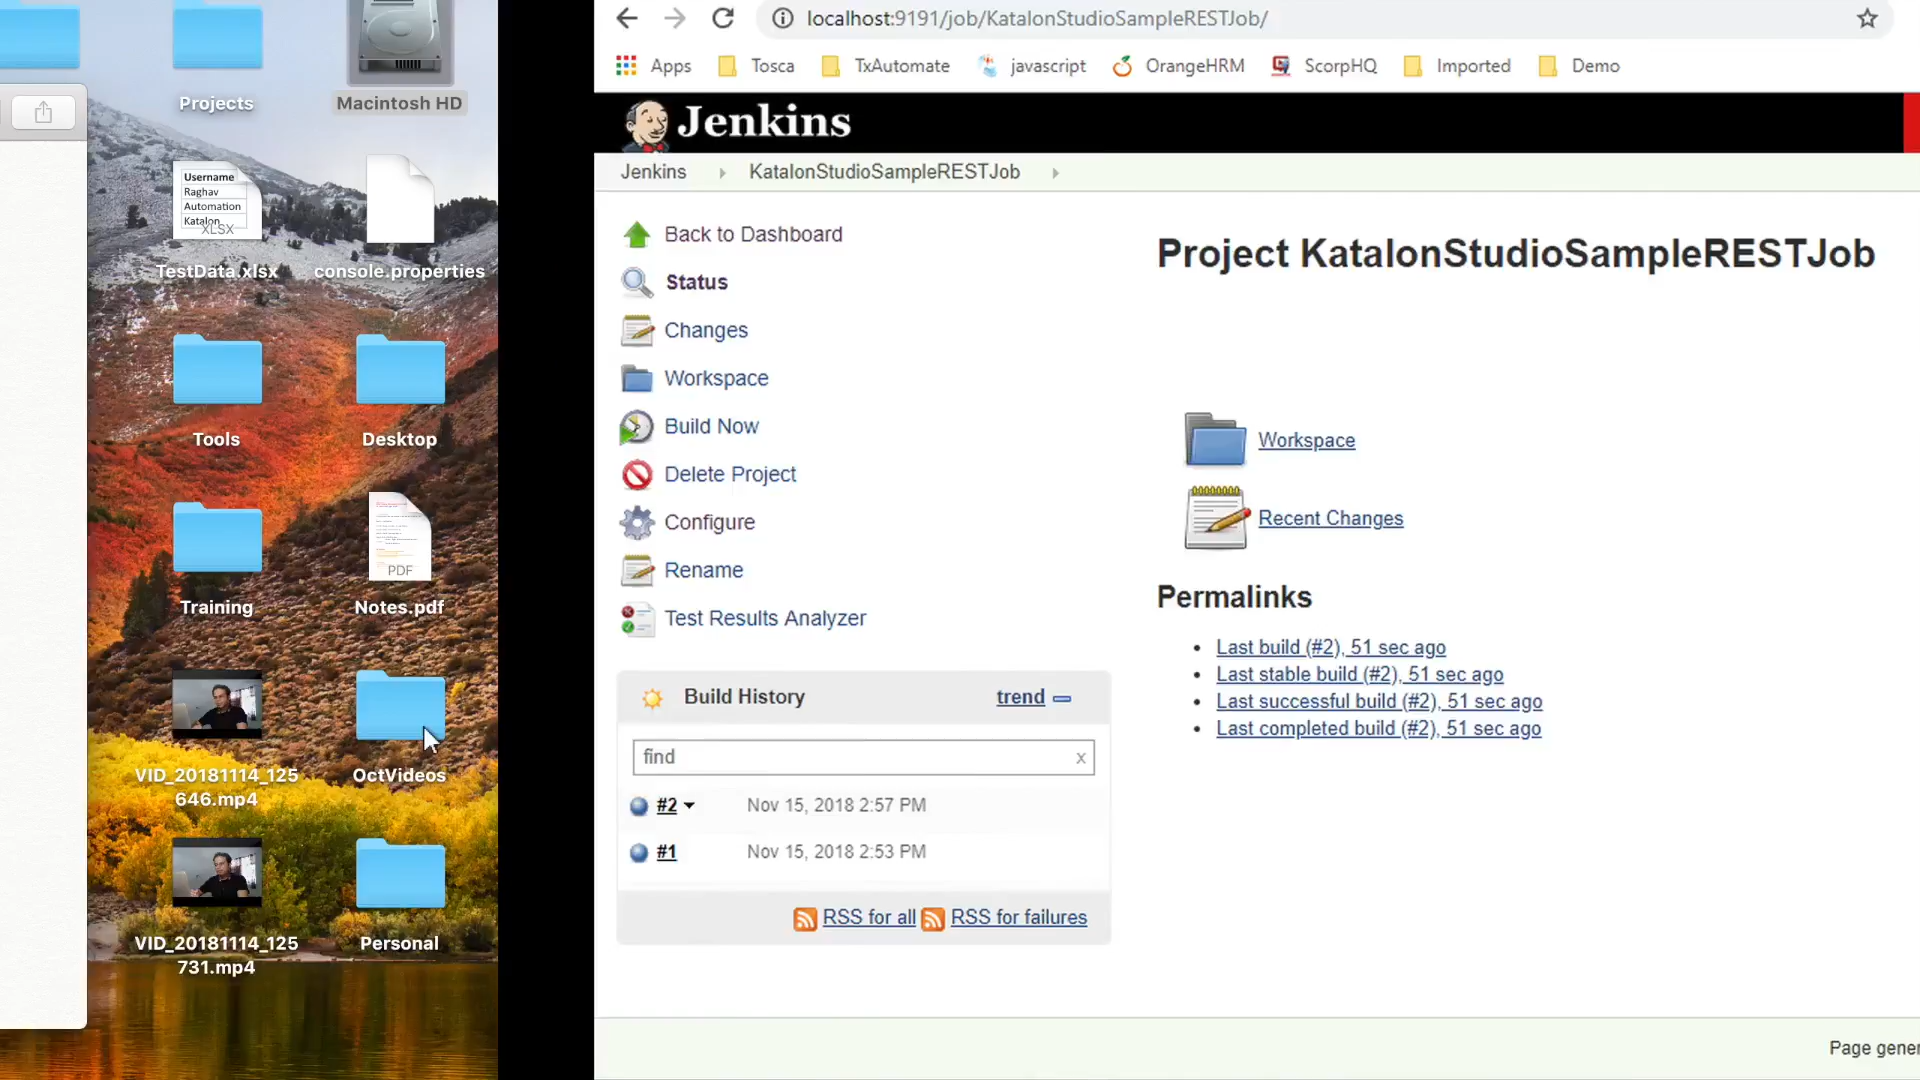 Projects
Macintosh HD
Username
Raghav
Automation
Katalon
XLSX
TestData.xlsx
console.properties
Tools
Desktop
Training
PDF
Notes.pdf
VID_20181114_125
646.mp4
OctVideos
VID_20181114_125
731.mp4
Personal
localhost:9191/job/KatalonStudioSampleRESTJob/
Apps Tosca TxAutomate javascript OrangeHRM ScorpHQ Imported Demo
Jenkins
Jenkins KatalonStudioSampleRESTJob
Back to Dashboard
Status
Changes
Workspace
Build Now
Delete Project
Configure
Rename
Test Results Analyzer
Build History trend
find x
#2 Nov 15, 2018 2:57 PM
#1 Nov 15, 2018 2:53 PM
RSS for all RSS for failures
Project KatalonStudioSampleRESTJob
Workspace
Recent Changes
Permalinks
Last build (#2), 51 sec ago
Last stable build (#2), 51 sec ago
Last successful build (#2), 51 sec ago
Last completed build (#2), 51 sec ago
Page gener